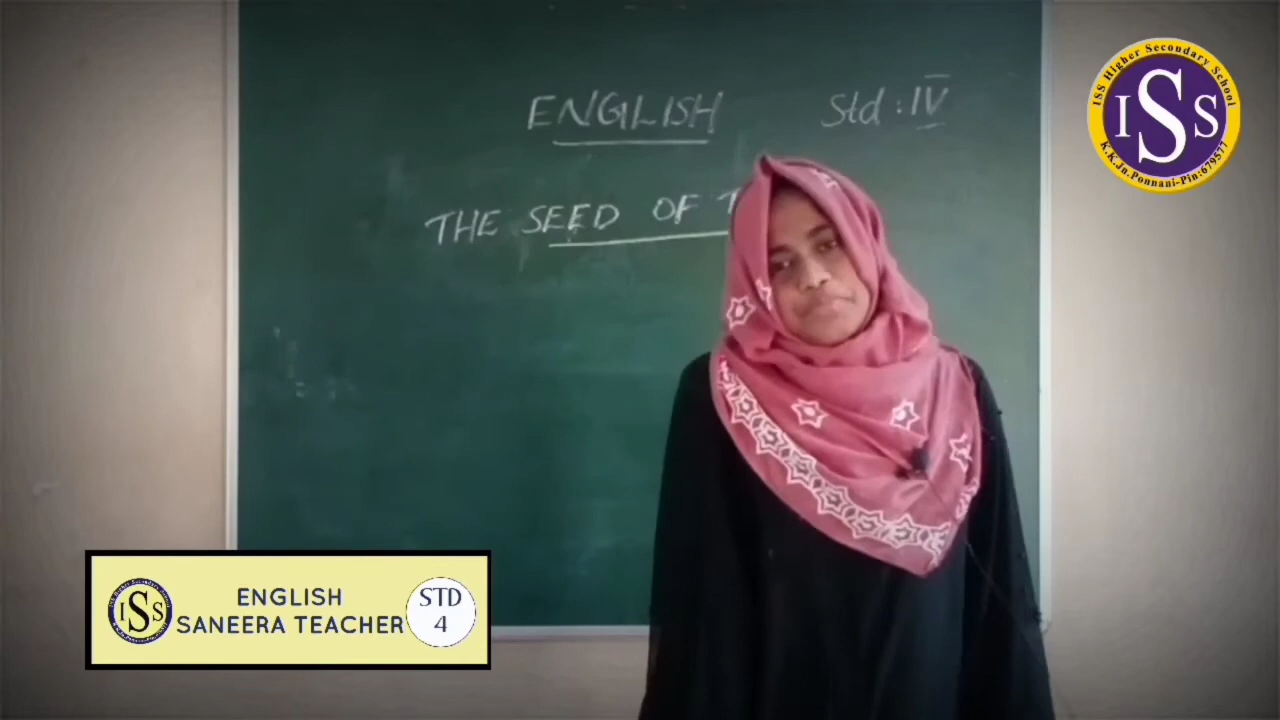 ENGLISH Std : IV
THE SEED OF T
ISS Higher Secondary School
ISS
K.K.Jn.Ponnani-Pin:679577
ISS
ENGLISH
SANEERA TEACHER
STD
4